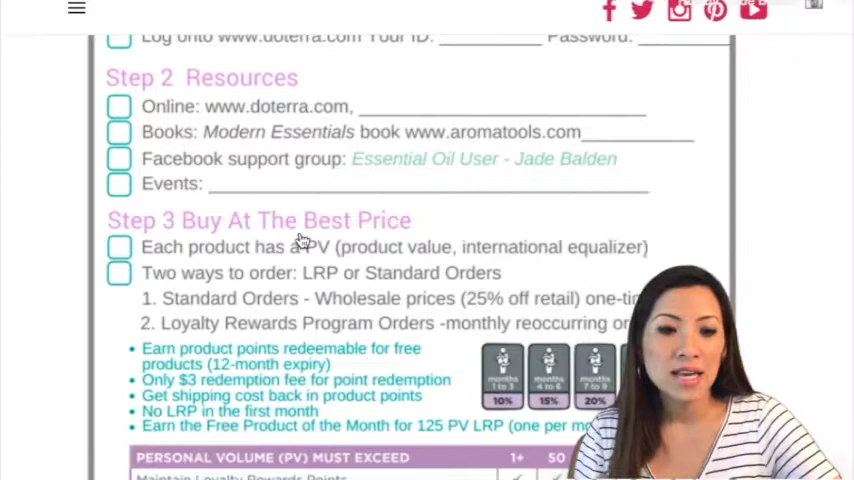 Log onto www.doterra.com Your ID: __________ Password: __________
Step 2 Resources
Online: www.doterra.com, ______________________________
Books: Modern Essentials book www.aromatools.com____________
Facebook support group: Essential Oil User - Jade Balden
Events: ______________________________________________
Step 3 Buy At The Best Price
Each product has a PV (product value, international equalizer)
Two ways to order: LRP or Standard Orders
1. Standard Orders - Wholesale prices (25% off retail)
2. Loyalty Rewards Program Orders -monthly reoccurring
Earn product points redeemable for free
products (12-month expiry)
Only $3 redemption fee for point redemption
Get shipping cost back in product points
No LRP in the first month
Earn the Free Product of the Month for 125 PV LRP (one per
months 1 to 3 10%
months 4 to 6 15%
months 7 to 9 20%
PERSONAL VOLUME (PV) MUST EXCEED 1+ 50
Maintain Loyalty Rewards Points